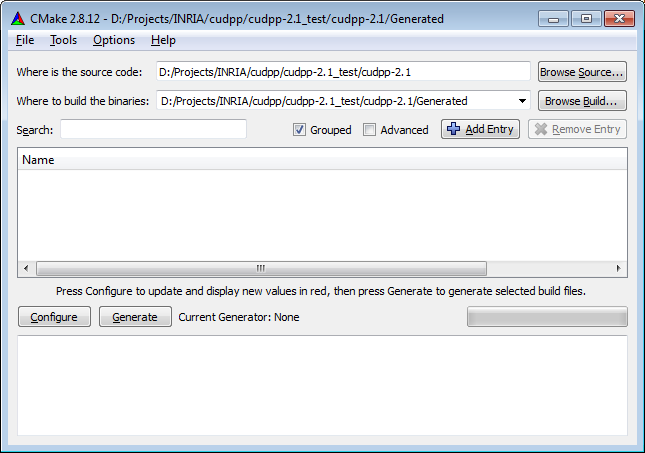 CMake 2.8.12 - D:/Projects/INRIA/cudpp/cudpp-2.1_test/cudpp-2.1/Generated
File Tools Options Help
Where is the source code: D:/Projects/INRIA/cudpp/cudpp-2.1_test/cudpp-2.1 Browse Source...
Where to build the binaries: D:/Projects/INRIA/cudpp/cudpp-2.1_test/cudpp-2.1/Generated Browse Build...
Search: Grouped Advanced Add Entry Remove Entry
Name
Press Configure to update and display new values in red, then press Generate to generate selected build files.
Configure Generate Current Generator: None